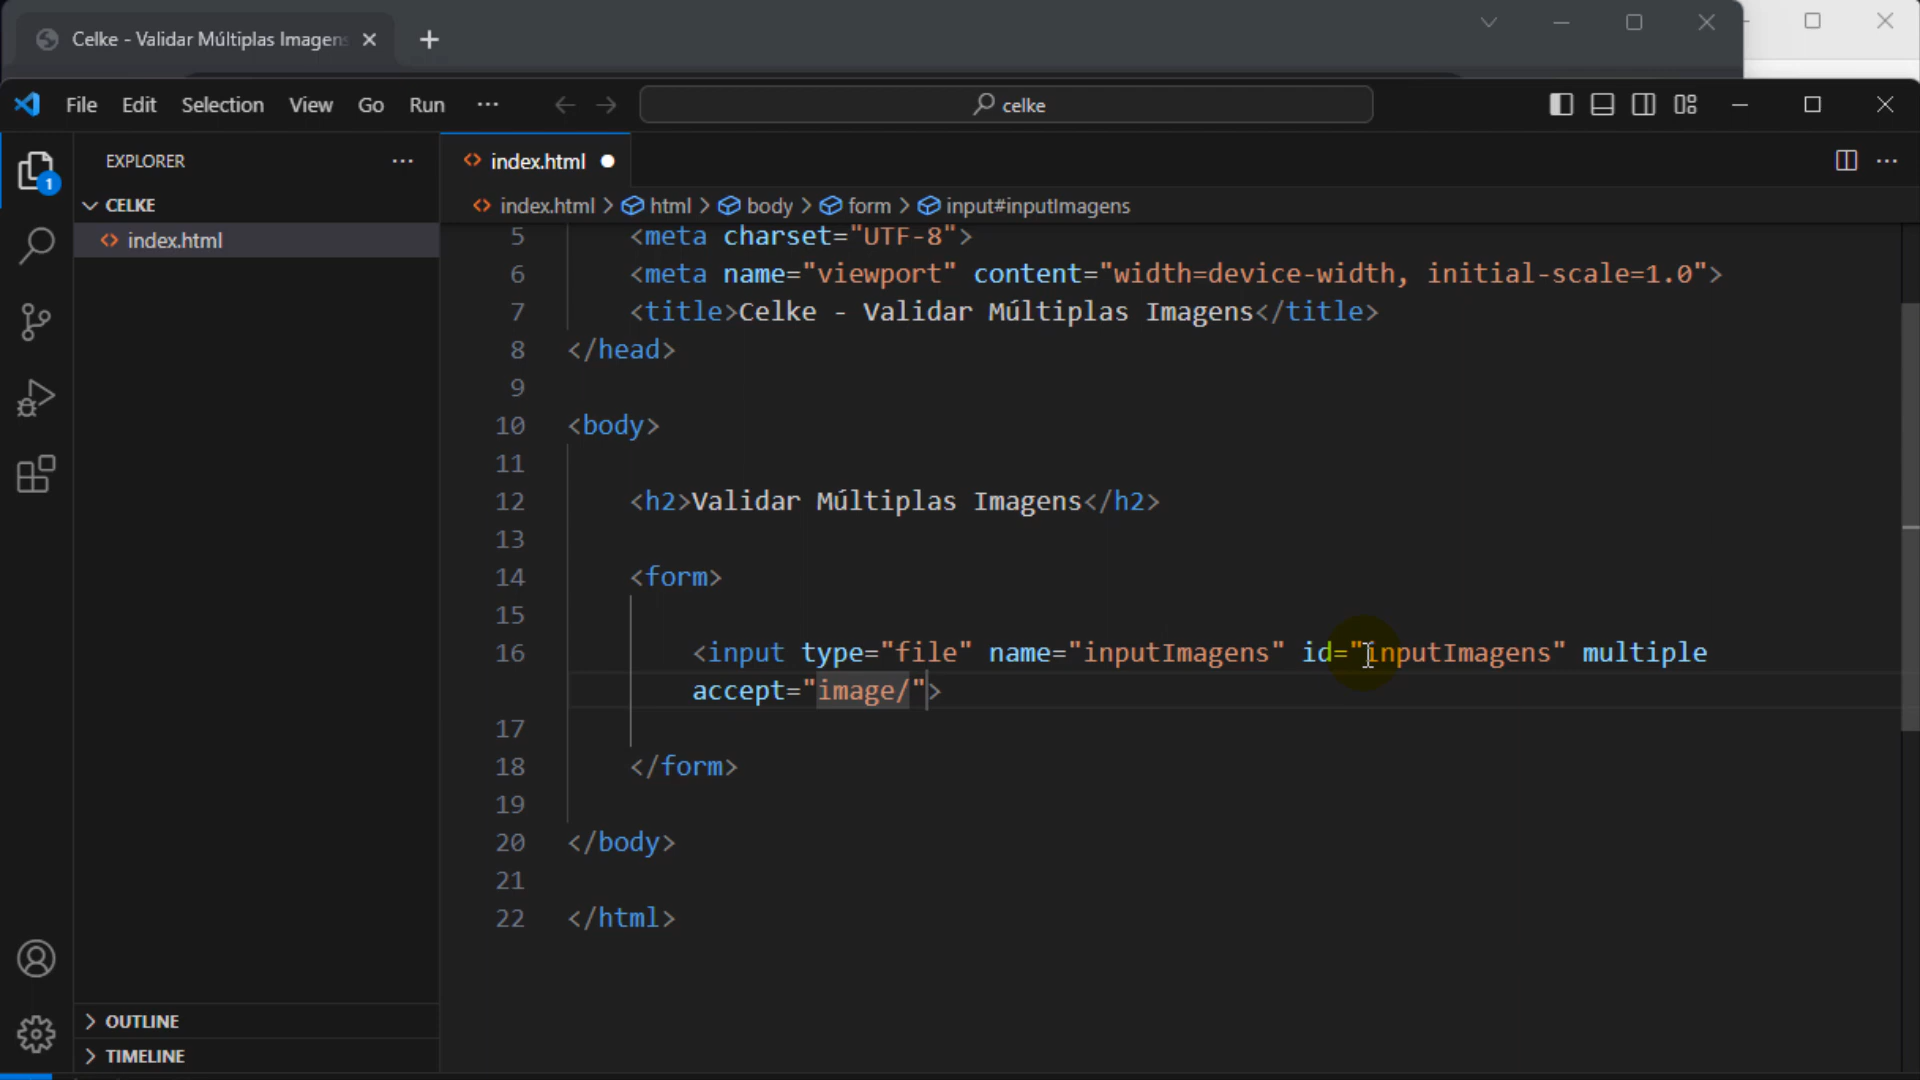 Celke - Validar Múltiplas Imagens
File Edit Selection View Go Run
celke
EXPLORER
index.html
1
CELKE
index.html > html > body > form > input#inputImagens
index.html
5 <meta charset="UTF-8">
6 <meta name="viewport" content="width=device-width, initial-scale=1.0">
7 <title>Celke - Validar Múltiplas Imagens</title>
8 </head>
9
10 <body>
11
12 <h2>Validar Múltiplas Imagens</h2>
13
14 <form>
15
16 <input type="file" name="inputImagens" id="inputImagens" multiple
accept="image/">
17
18 </form>
19
20 </body>
21
22 </html>
OUTLINE
TIMELINE